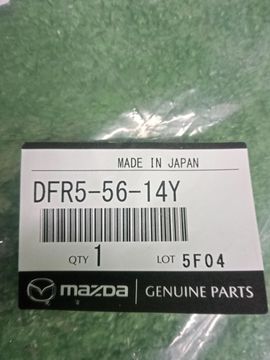 MADE IN JAPAN
DFR5-56-14Y
QTY 1 LOT 5F04
mazda GENUINE PARTS